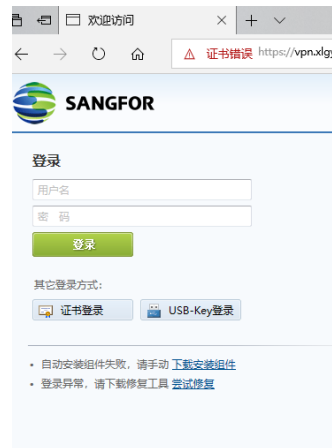 欢迎访问
证书错误 https://vpn.xlgy
SANGFOR
登录
用户名
密 码
登录
其它登录方式：
证书登录 USB-Key登录
• 自动安装组件失败，请手动 下载安装组件
• 登录异常，请下载修复工具 尝试修复